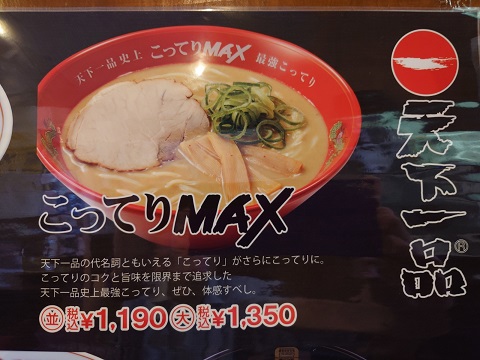 天下一品史上 こってりMAX 最強こってり
天下一品®
こってりMAX
天下一品の代名詞ともいえる「こってり」がさらにこってりに。
こってりのコクと旨味を限界まで追求した
天下一品史上最強こってり、ぜひ、体感すべし。
並 税込 ¥1,190 大 税込 ¥1,350